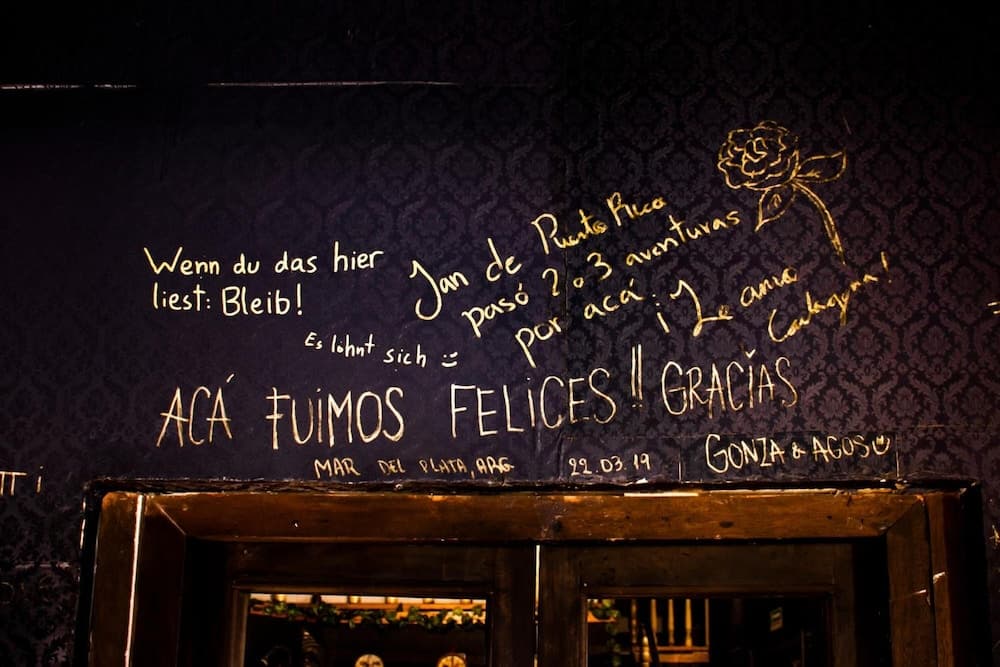 Wenn du das hier
liest: Bleib!
Es lohnt sich
Jan de Puerto Rico
pasó 2 o 3 aventuras
por acá ¡Le amo
Cartagena!
ACÁ FUIMOS FELICES!! GRACIAS
MAR DEL PLATA, ARG
22.03.19
GONZA & AGOS